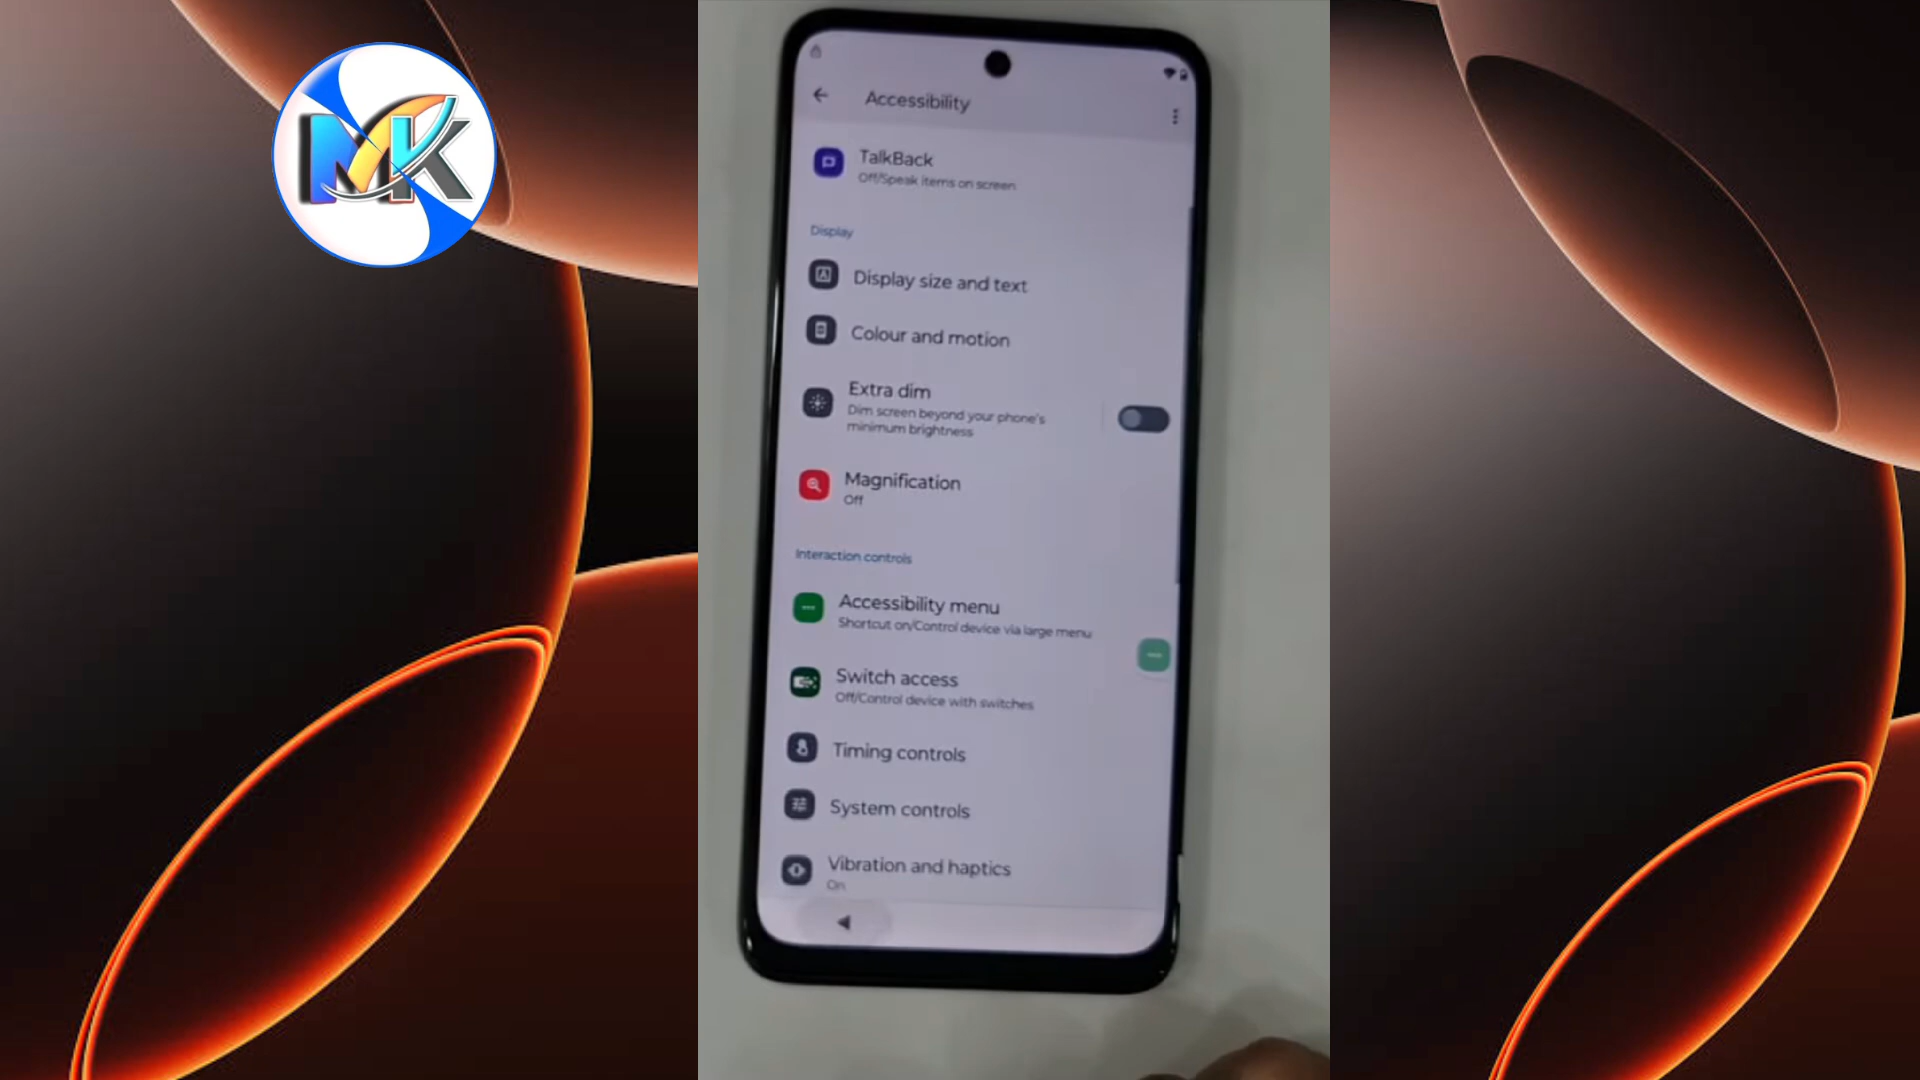 MK
Accessibility
TalkBack
Off/Speak items on screen
Display
Display size and text
Colour and motion
Extra dim
Dim screen beyond your phone's
minimum brightness
Magnification
Off
Interaction controls
Accessibility menu
Shortcut on/Control device via large menu
Switch access
Off/Control device with switches
Timing controls
System controls
Vibration and haptics
On